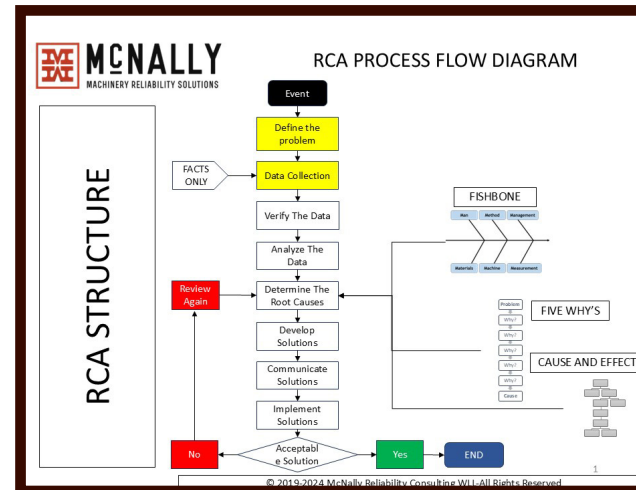 McNALLY
MACHINERY RELIABILITY SOLUTIONS
RCA PROCESS FLOW DIAGRAM
RCA STRUCTURE
Event
Define the
problem
FACTS
ONLY
Data Collection
Verify The Data
Analyze The
Data
Review
Again
Determine The
Root Causes
Develop
Solutions
Communicate
Solutions
Implement
Solutions
No
Acceptabl
e Solution
Yes
END
FISHBONE
Man Method Management
Materials Machine Measurement
Problem
Why?
Why?
Why?
Why?
Why?
Cause
FIVE WHY'S
CAUSE AND EFFECT
1
© 2019-2024 McNally Reliability Consulting WLL-All Rights Reserved